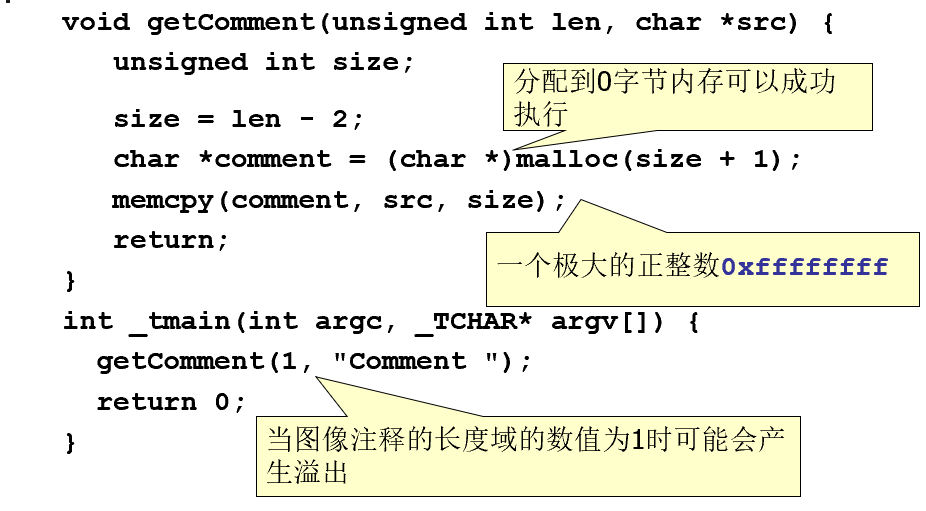 void getComment(unsigned int len, char *src) {
unsigned int size;
分配到0字节内存可以成功
执行
size = len - 2;
char *comment = (char *)malloc(size + 1);
memcpy(comment, src, size);
return;
一个极大的正整数0xffffffff
}
int _tmain(int argc, _TCHAR* argv[]) {
getComment(1, "Comment ");
return 0;
当图像注释的长度域的数值为1时可能会产
生溢出
}